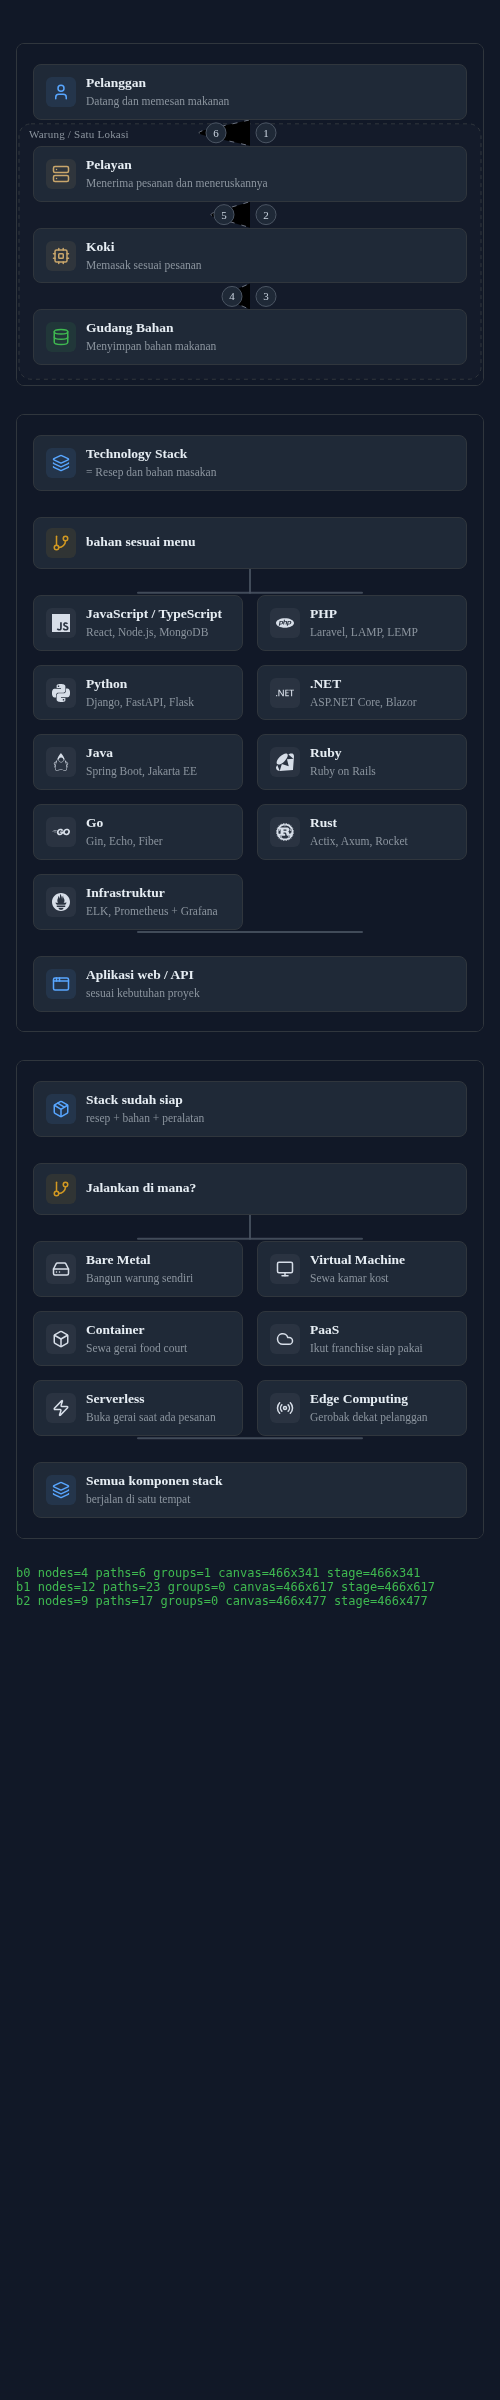 Pelanggan
Datang dan memesan makanan
Warung / Satu Lokasi
6
1
Pelayan
Menerima pesanan dan meneruskannya
5
2
Koki
Memasak sesuai pesanan
4
3
Gudang Bahan
Menyimpan bahan makanan
Technology Stack
= Resep dan bahan masakan
bahan sesuai menu
JS
JavaScript / TypeScript
React, Node.js, MongoDB
php
PHP
Laravel, LAMP, LEMP
Python
Django, FastAPI, Flask
.NET
.NET
ASP.NET Core, Blazor
Java
Spring Boot, Jakarta EE
Ruby
Ruby on Rails
GO
Go
Gin, Echo, Fiber
R
Rust
Actix, Axum, Rocket
Infrastruktur
ELK, Prometheus + Grafana
Aplikasi web / API
sesuai kebutuhan proyek
Stack sudah siap
resep + bahan + peralatan
Jalankan di mana?
Bare Metal
Bangun warung sendiri
Virtual Machine
Sewa kamar kost
Container
Sewa gerai food court
PaaS
Ikut franchise siap pakai
Serverless
Buka gerai saat ada pesanan
Edge Computing
Gerobak dekat pelanggan
Semua komponen stack
berjalan di satu tempat
b0 nodes=4 paths=6 groups=1 canvas=466x341 stage=466x341
b1 nodes=12 paths=23 groups=0 canvas=466x617 stage=466x617
b2 nodes=9 paths=17 groups=0 canvas=466x477 stage=466x477